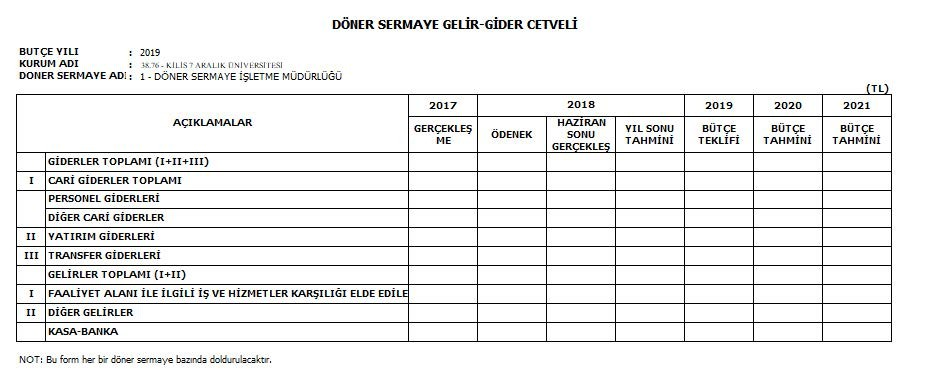 DÖNER SERMAYE GELİR-GİDER CETVELİ
BÜTÇE YILI : 2019
KURUM ADI : 38.76 - KİLİS 7 ARALIK ÜNİVERSİTESİ
DÖNER SERMAYE ADI : 1 - DÖNER SERMAYE İŞLETME MÜDÜRLÜĞÜ
(TL)
AÇIKLAMALAR 2017 2018 2019 2020 2021
GERÇEKLEŞME ÖDENEK HAZİRAN SONU GERÇEKLEŞ YIL SONU TAHMİNİ BÜTÇE TEKLİFİ BÜTÇE TAHMİNİ BÜTÇE TAHMİNİ
GİDERLER TOPLAMI (I+II+III)
I CARİ GİDERLER TOPLAMI
PERSONEL GİDERLERİ
DİĞER CARİ GİDERLER
II YATIRIM GİDERLERİ
III TRANSFER GİDERLERİ
GELİRLER TOPLAMI (I+II)
I FAALİYET ALANI İLE İLGİLİ İŞ VE HİZMETLER KARŞILIĞI ELDE EDİLE
II DİĞER GELİRLER
KASA-BANKA
NOT: Bu form her bir döner sermaye bazında doldurulacaktır.